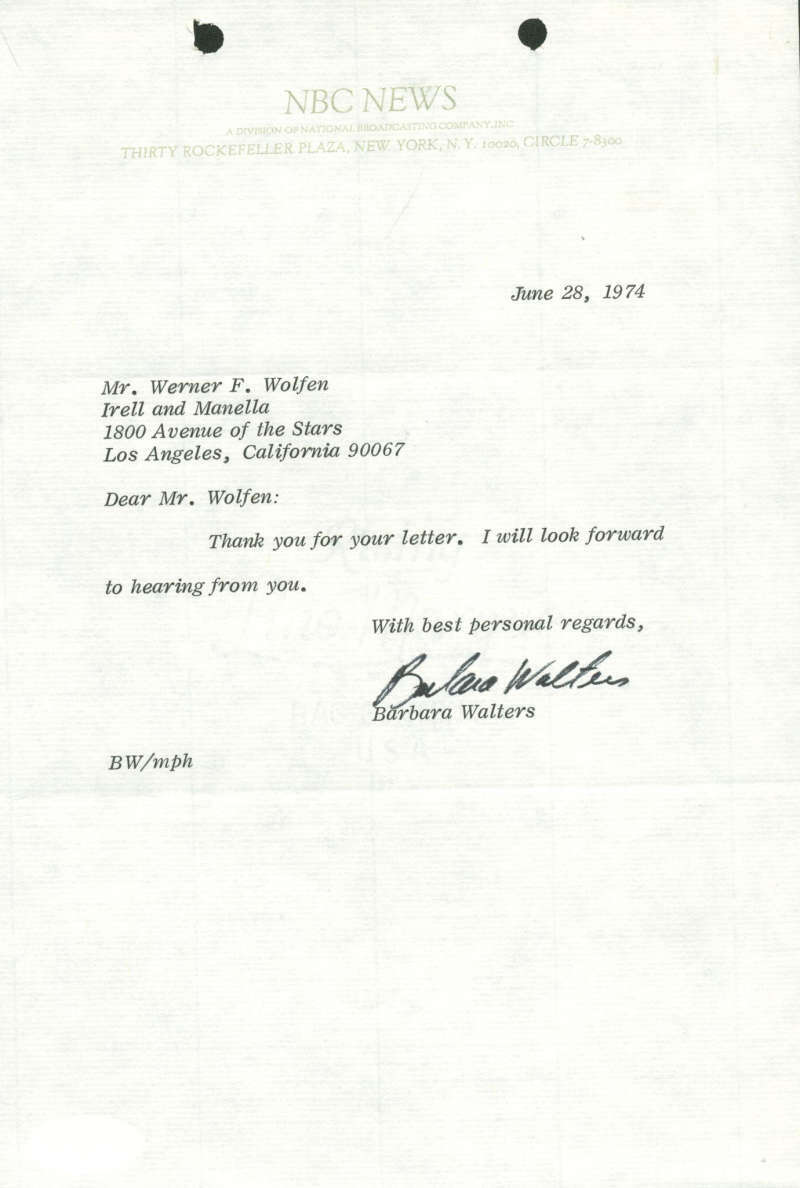 NBC NEWS
A DIVISION OF NATIONAL BROADCASTING COMPANY, INC
THIRTY ROCKEFELLER PLAZA, NEW YORK, N. Y. 10020, CIRCLE 7-8300
June 28, 1974
Mr. Werner F. Wolfen
Irell and Manella
1800 Avenue of the Stars
Los Angeles, California 90067
Dear Mr. Wolfen:
Thank you for your letter. I will look forward
to hearing from you.
With best personal regards,
Barbara Walters
Barbara Walters
BW/mph